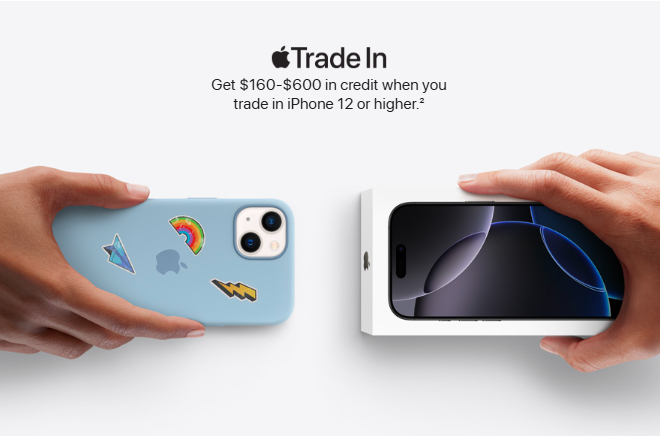 Trade In
Get $160-$600 in credit when you
trade in iPhone 12 or higher.²